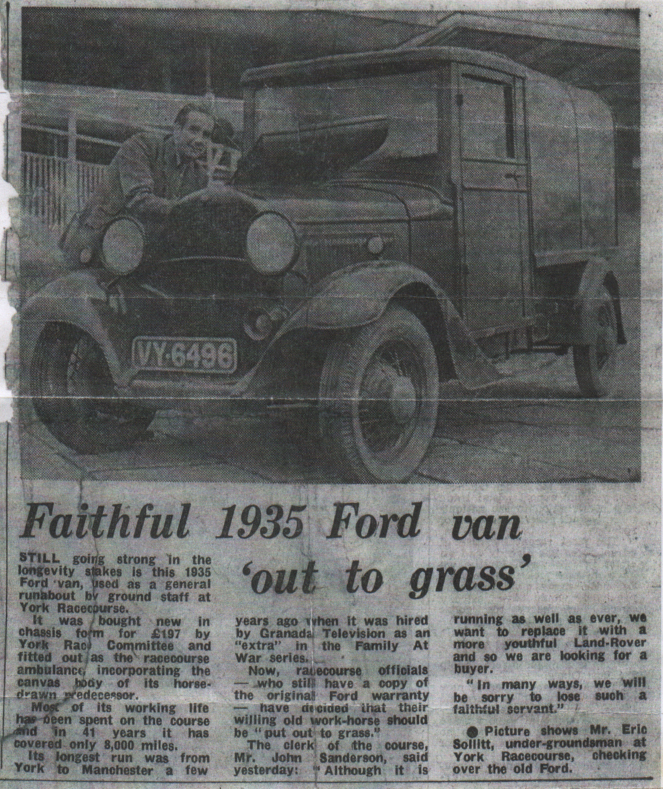 VY·6496
Faithful 1935 Ford van
'out to grass'
STILL going strong in the
longevity stakes is this 1935
Ford van, used as a general
runabout by ground staff at
York Racecourse.
It was bought new in
chassis form for £197 by
York Race Committee and
fitted out as the racecourse
ambulance, incorporating the
canvas body of its horse-
drawn predecessor.
Most of its working life
has been spent on the course
and in 41 years it has
covered only 8,000 miles.
Its longest run was from
York to Manchester a few
years ago when it was hired
by Granada Television as an
"extra" in the Family At
War series.
Now, racecourse officials
— who still have a copy of
the original Ford warranty
— have decided that their
willing old work-horse should
be "put out to grass."
The clerk of the course,
Mr. John Sanderson, said
yesterday: "Although it is
running as well as ever, we
want to replace it with a
more youthful Land-Rover
and so we are looking for a
buyer.
"In many ways, we will
be sorry to lose such a
faithful servant."
● Picture shows Mr. Eric
Sollitt, under-groundsman at
York Racecourse, checking
over the old Ford.